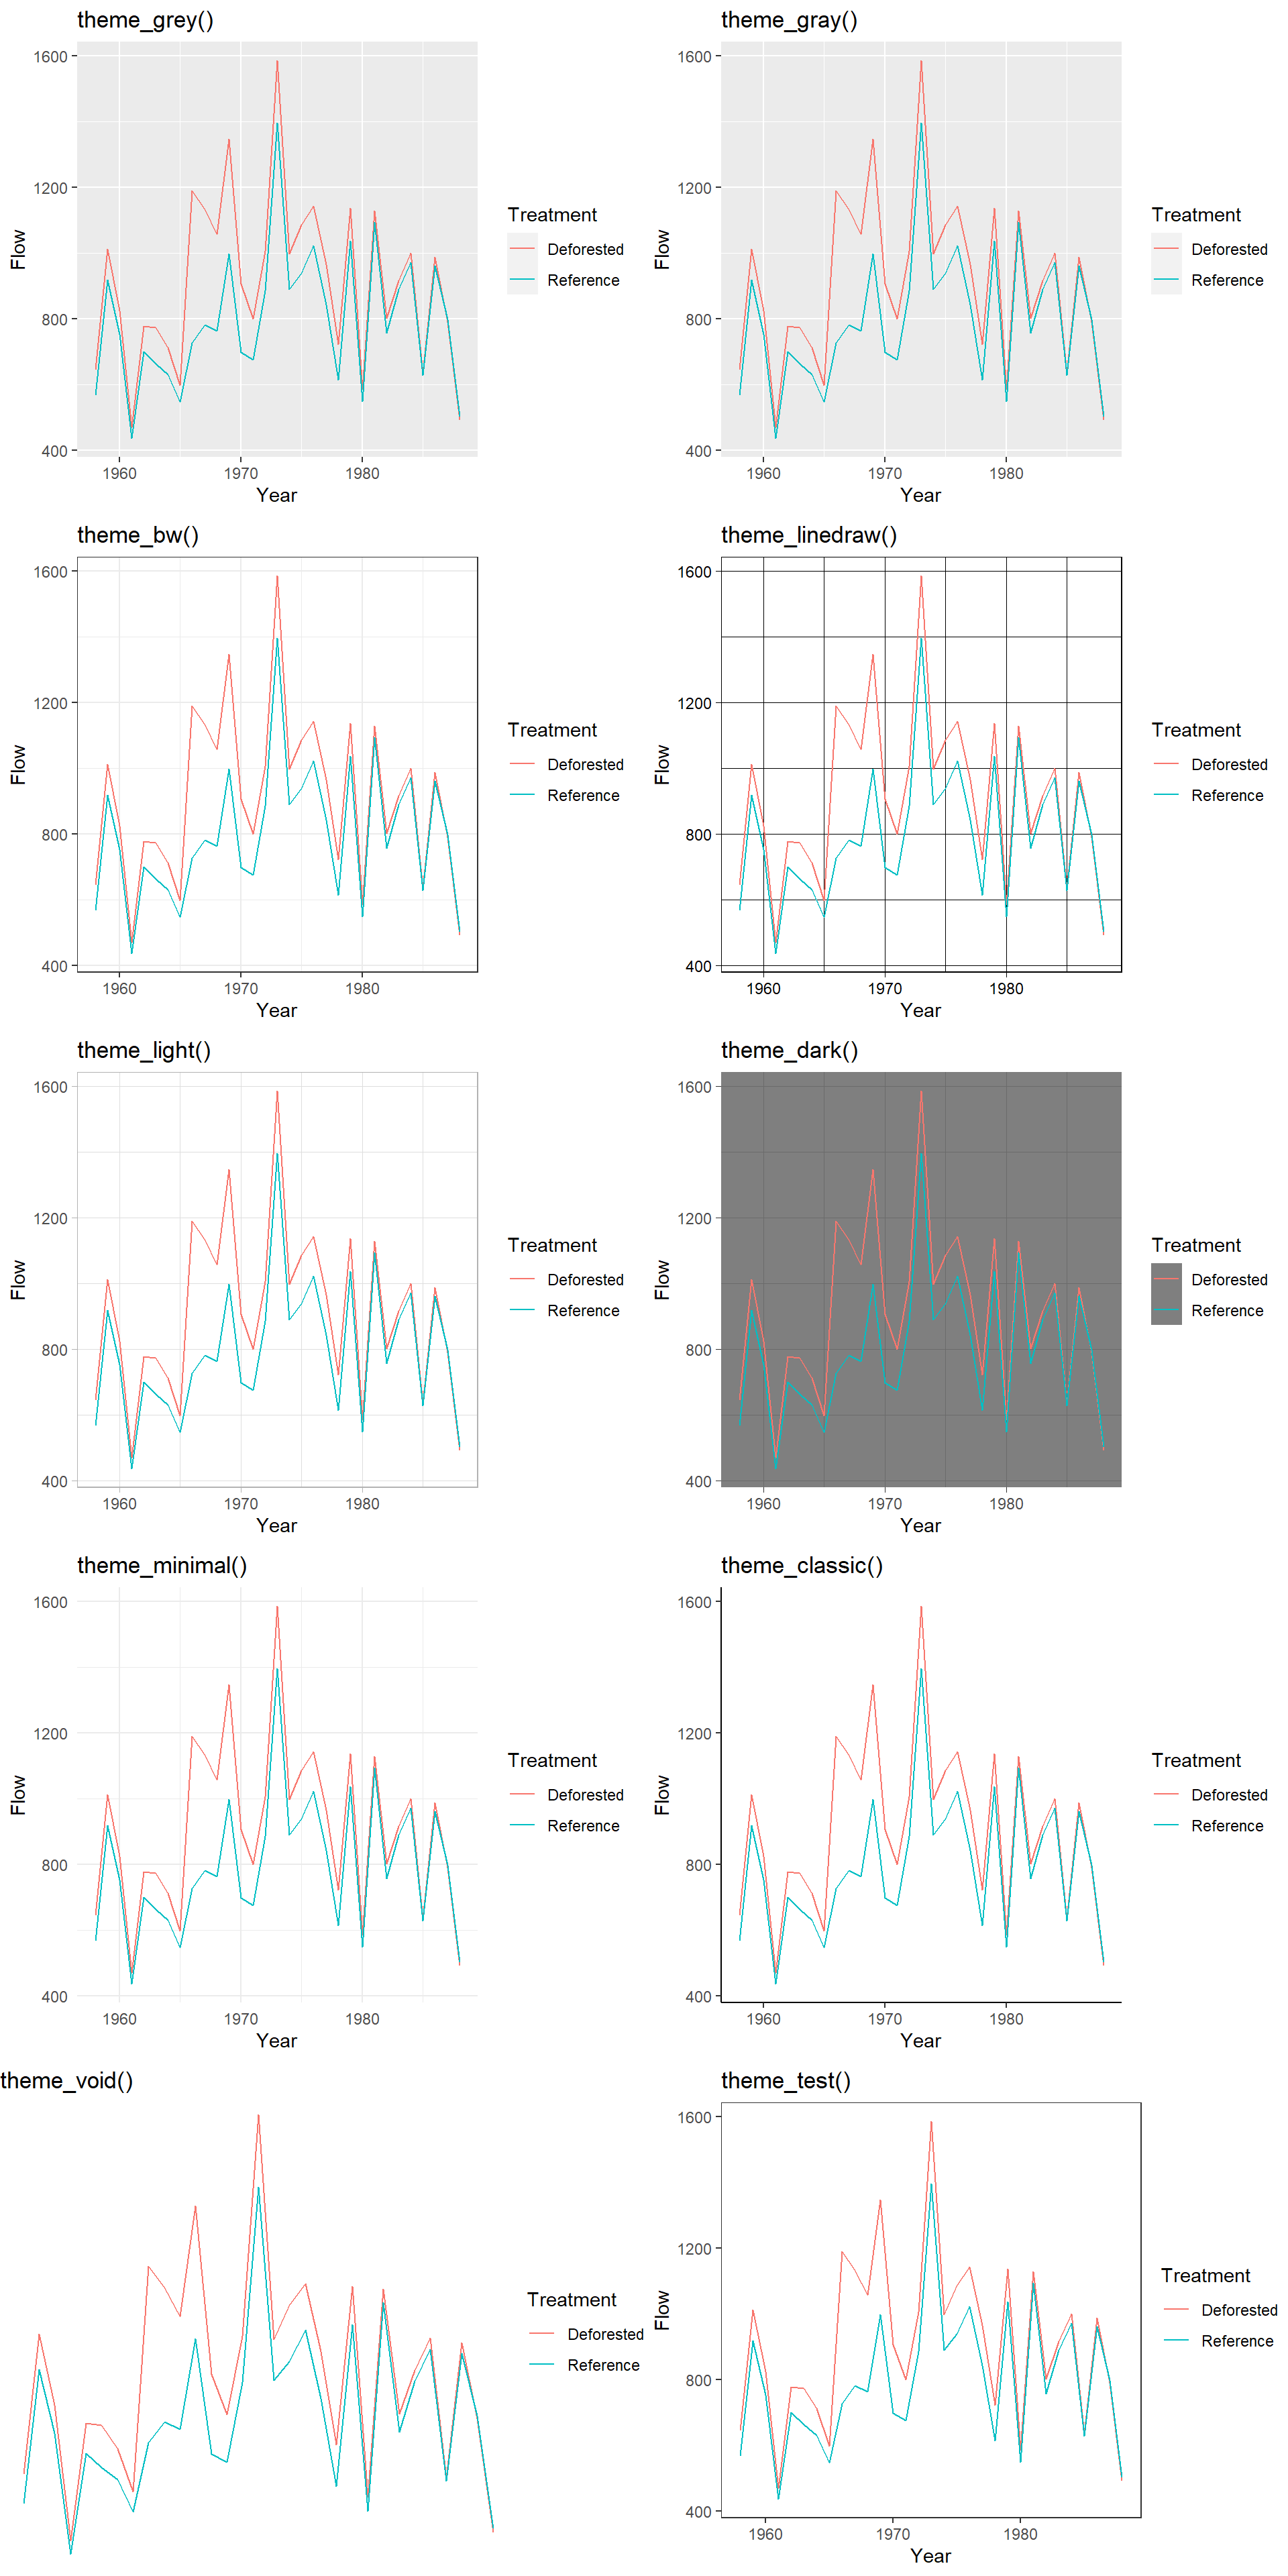 theme_grey()
1600
1200
800
400
Flow
1960 1970 1980
Year
Treatment
Deforested
Reference
theme_gray()
1600
1200
800
400
Flow
1960 1970 1980
Year
Treatment
Deforested
Reference
theme_bw()
1600
1200
800
400
Flow
1960 1970 1980
Year
Treatment
Deforested
Reference
theme_linedraw()
1600
1200
800
400
Flow
1960 1970 1980
Year
Treatment
Deforested
Reference
theme_light()
1600
1200
800
400
Flow
1960 1970 1980
Year
Treatment
Deforested
Reference
theme_dark()
1600
1200
800
400
Flow
1960 1970 1980
Year
Treatment
Deforested
Reference
theme_minimal()
1600
1200
800
400
Flow
1960 1970 1980
Year
Treatment
Deforested
Reference
theme_classic()
1600
1200
800
400
Flow
1960 1970 1980
Year
Treatment
Deforested
Reference
theme_void()
Treatment
Deforested
Reference
theme_test()
1600
1200
800
400
Flow
1960 1970 1980
Year
Treatment
Deforested
Reference